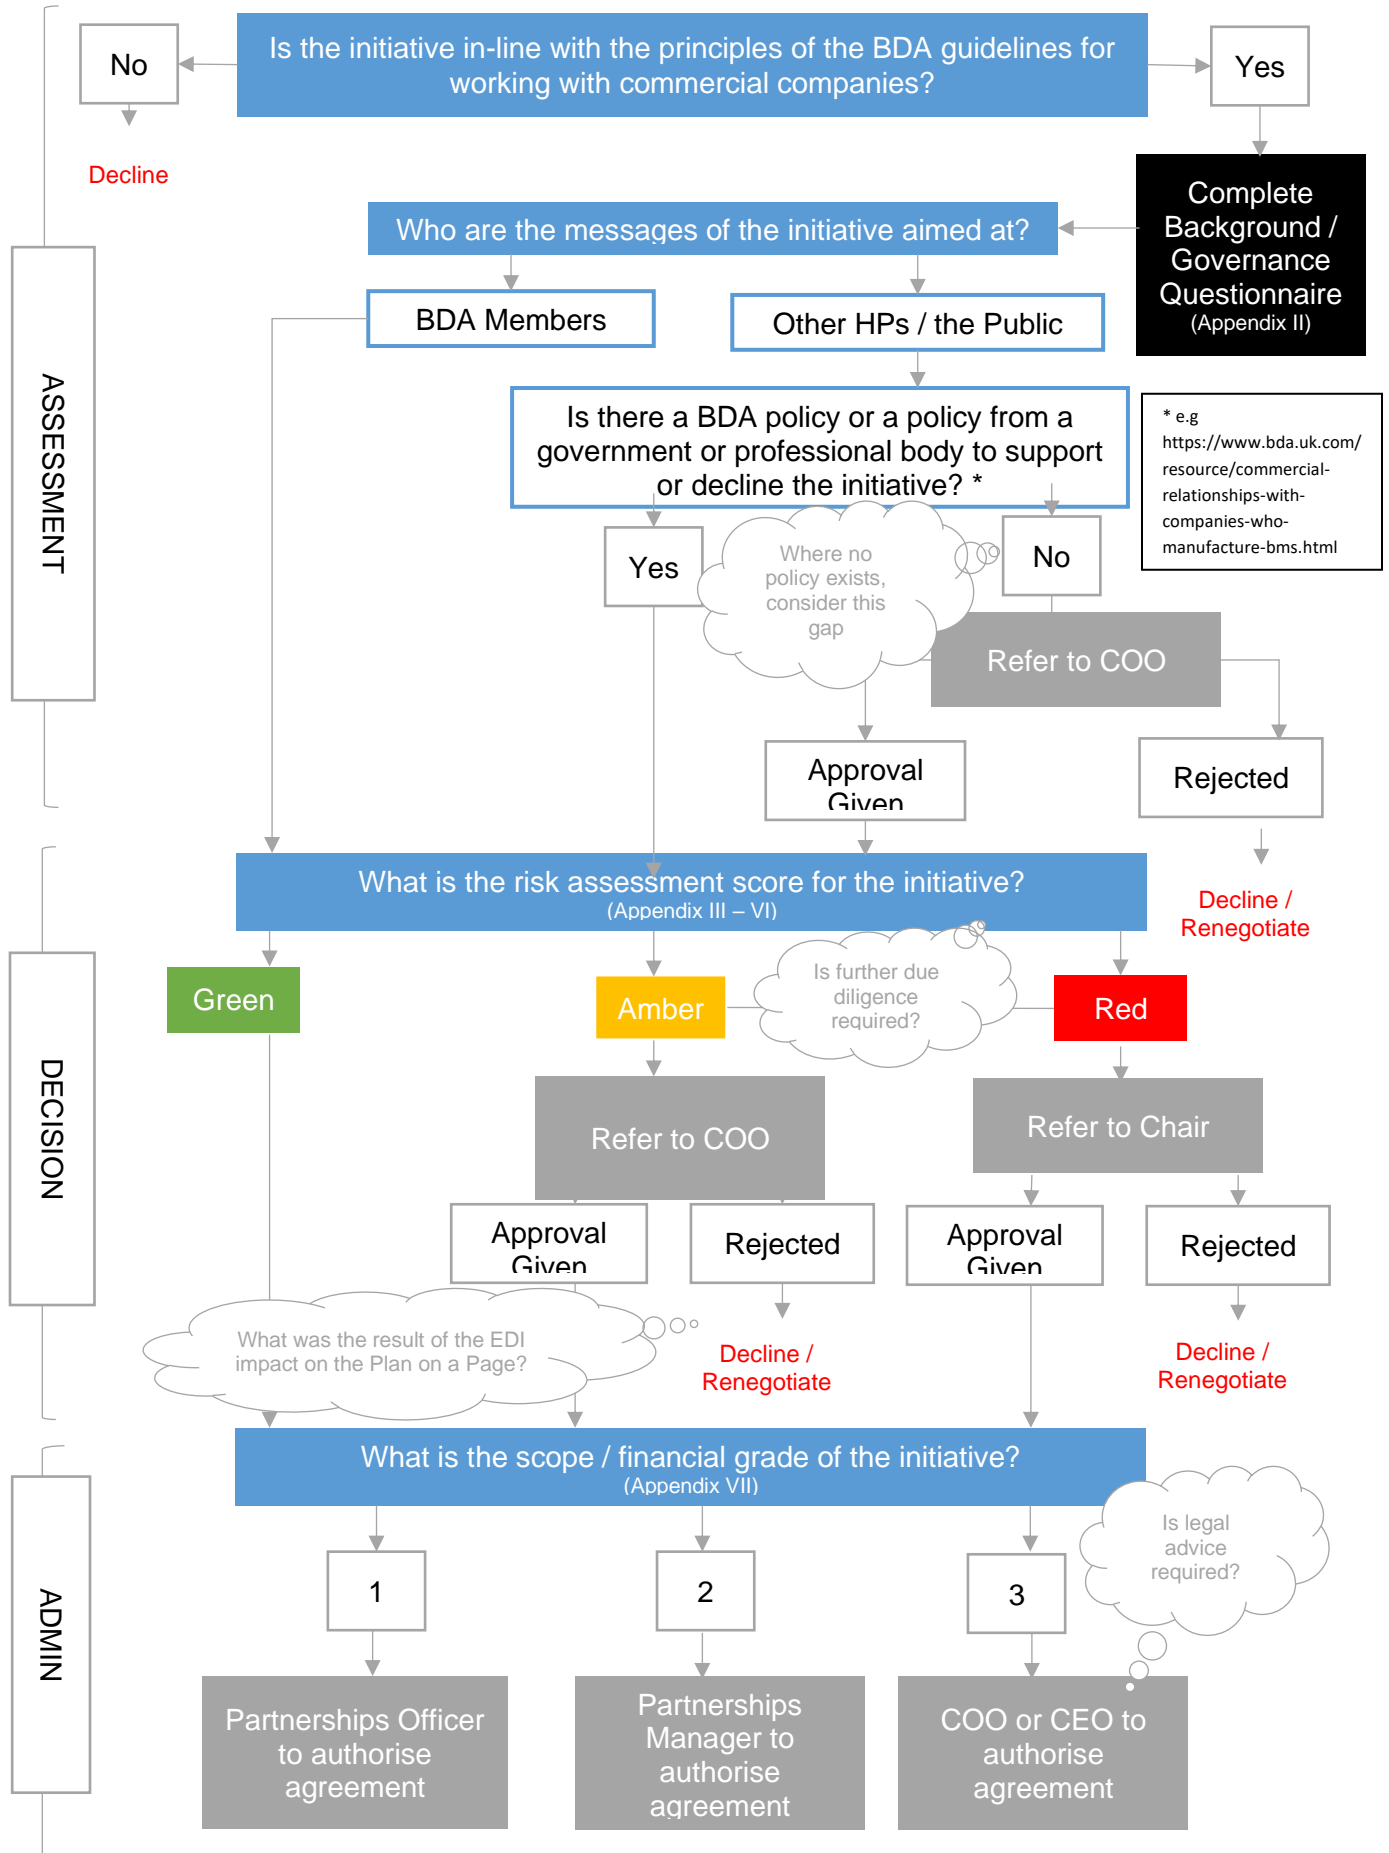 Is the initiative in-line with the principles of the BDA guidelines for
working with commercial companies?
No
Yes
Decline
Complete
Background /
Governance
Questionnaire
(Appendix II)
Who are the messages of the initiative aimed at?
BDA Members
Other HPs / the Public
ASSESSMENT
Is there a BDA policy or a policy from a
government or professional body to support
or decline the initiative? *
* e.g
https://www.bda.uk.com/
resource/commercial-
relationships-with-
companies-who-
manufacture-bms.html
Yes
Where no
policy exists,
consider this
gap
No
Refer to COO
Approval
Given
Rejected
What is the risk assessment score for the initiative?
(Appendix III – VI)
Decline /
Renegotiate
DECISION
Green
Amber
Is further due
diligence
required?
Red
Refer to COO
Refer to Chair
Approval
Given
Rejected
Approval
Given
Rejected
What was the result of the EDI
impact on the Plan on a Page?
Decline /
Renegotiate
Decline /
Renegotiate
What is the scope / financial grade of the initiative?
(Appendix VII)
ADMIN
1
2
3
Is legal
advice
required?
Partnerships Officer
to authorise
agreement
Partnerships
Manager to
authorise
agreement
COO or CEO to
authorise
agreement